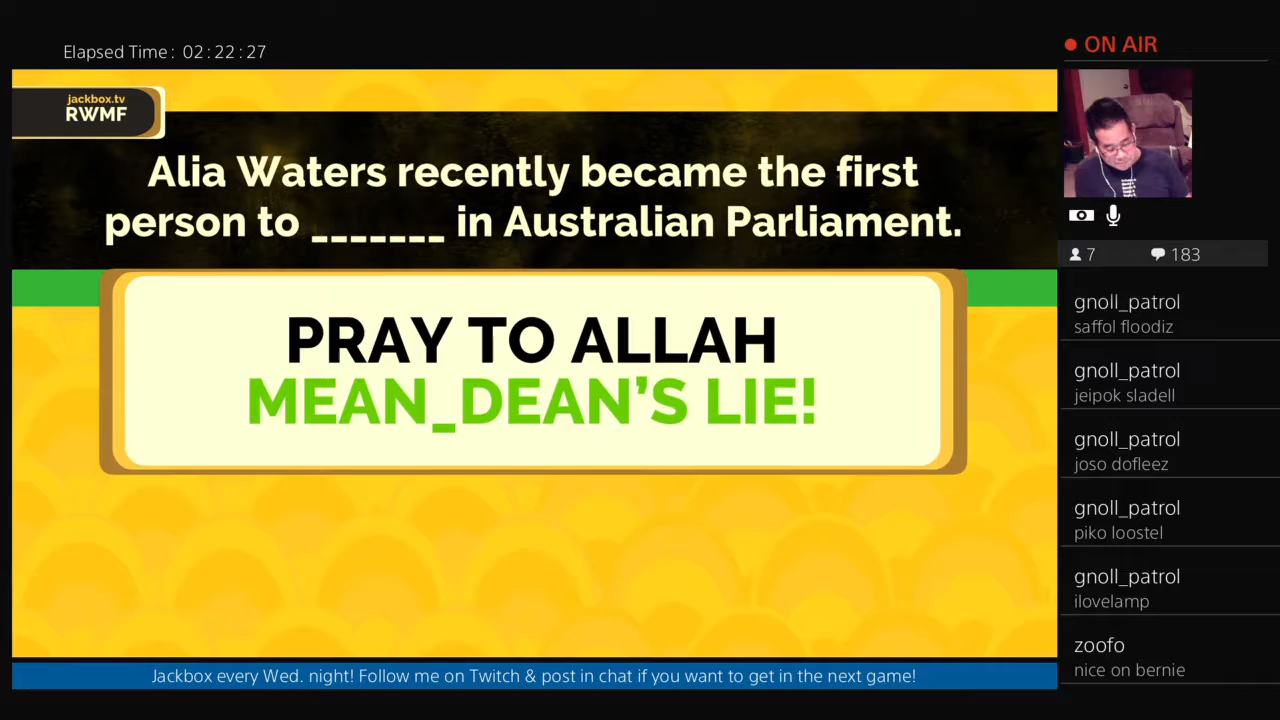 Elapsed Time: 02:22:27
ON AIR
jackbox.tv
RWMF
Alia Waters recently became the first
person to _______ in Australian Parliament.
PRAY TO ALLAH
MEAN_DEAN'S LIE!
7 183
gnoll_patrol
saffol floodiz
gnoll_patrol
jeipok sladell
gnoll_patrol
joso dofleez
gnoll_patrol
piko loostel
gnoll_patrol
ilovelamp
zoofo
nice on bernie
Jackbox every Wed. night! Follow me on Twitch & post in chat if you want to get in the next game!